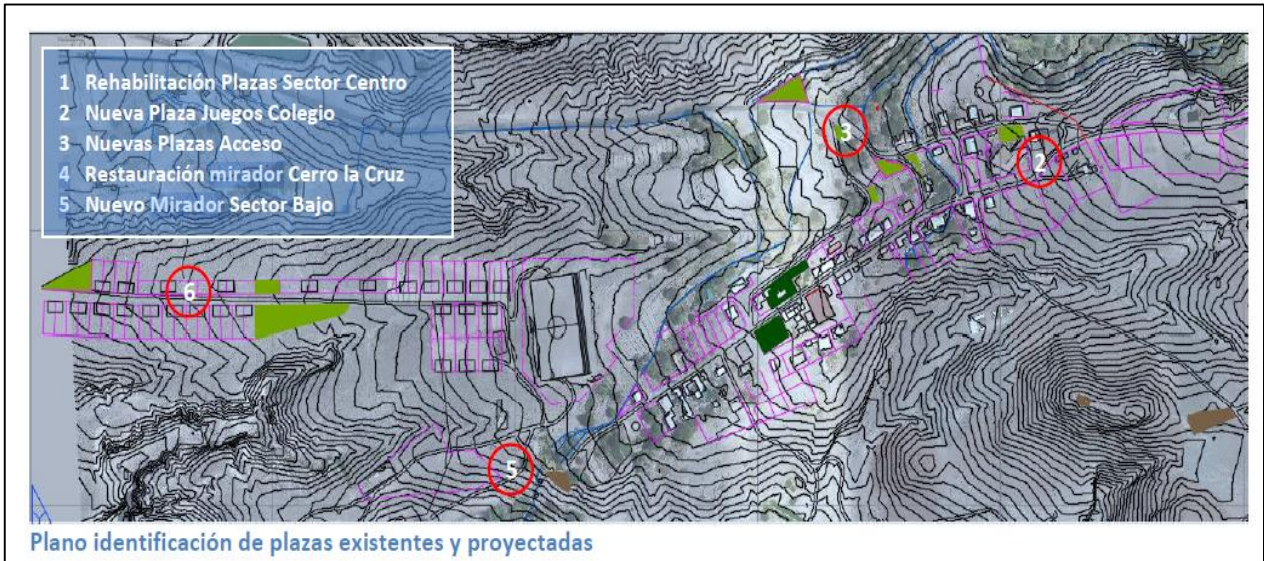 1 Rehabilitación Plazas Sector Centro
2 Nueva Plaza Juegos Colegio
3 Nuevas Plazas Acceso
4 Restauración mirador Cerro la Cruz
5 Nuevo Mirador Sector Bajo
3
2
6
5
Plano identificación de plazas existentes y proyectadas